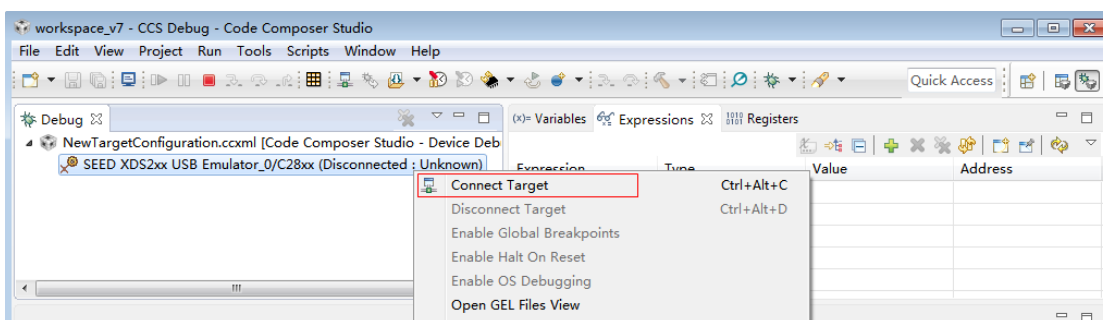 workspace_v7 - CCS Debug - Code Composer Studio
File Edit View Project Run Tools Scripts Window Help
Quick Access
Debug
(x)= Variables Expressions 1010 0101 Registers
NewTargetConfiguration.ccxml [Code Composer Studio - Device Deb
SEED XDS2xx USB Emulator_0/C28xx (Disconnected : Unknown)
Expression Type Value Address
Connect Target Ctrl+Alt+C
Disconnect Target Ctrl+Alt+D
Enable Global Breakpoints
Enable Halt On Reset
Enable OS Debugging
Open GEL Files View